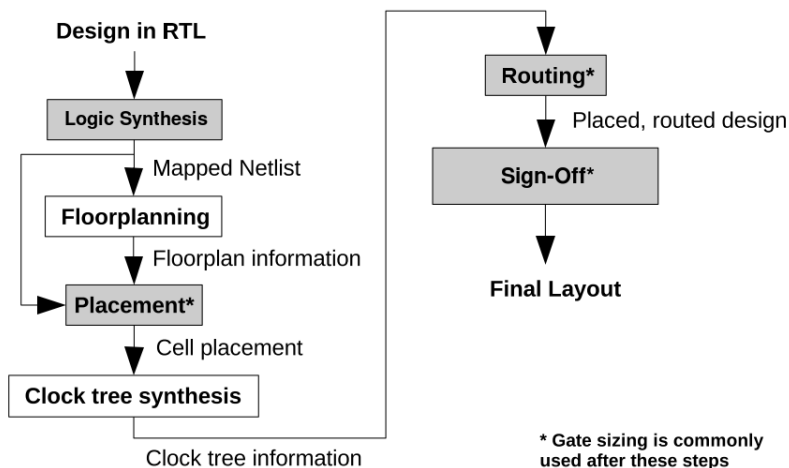 Design in RTL
Logic Synthesis
Mapped Netlist
Floorplanning
Floorplan information
Placement*
Cell placement
Clock tree synthesis
Clock tree information
Routing*
Placed, routed design
Sign-Off*
Final Layout
* Gate sizing is commonly
used after these steps